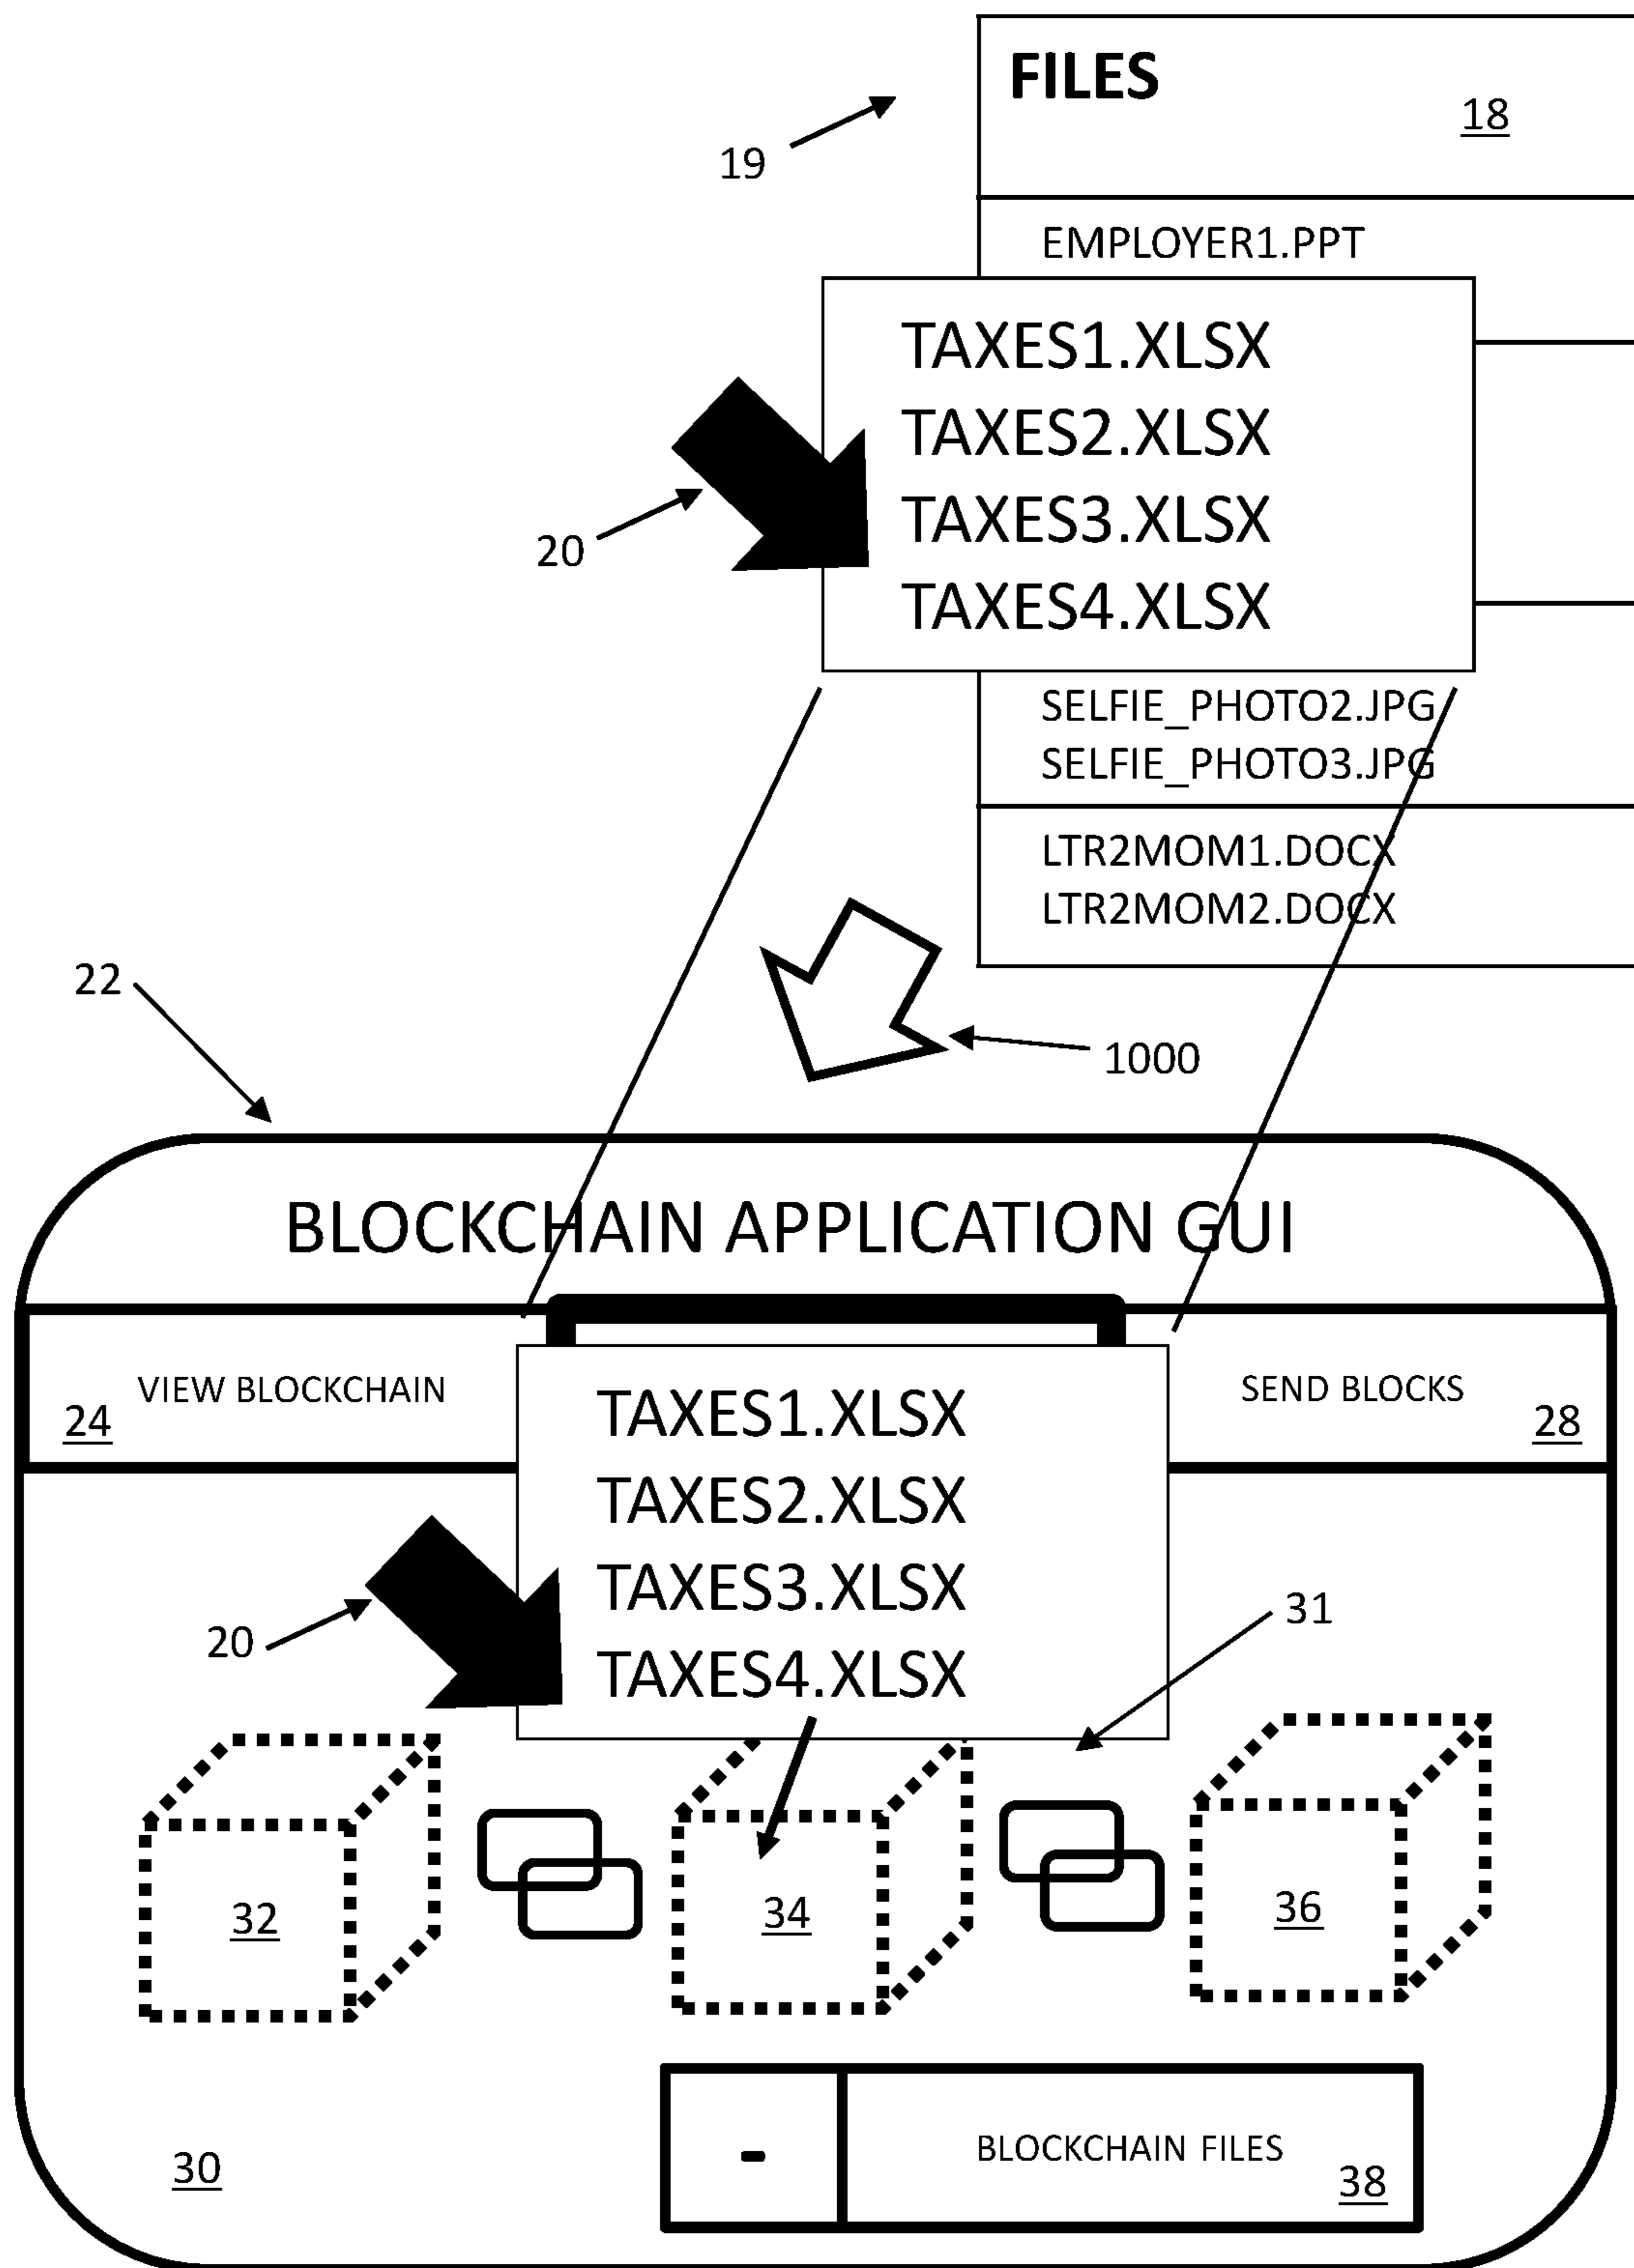 FILES
18
19
EMPLOYER1.PPT
TAXES1.XLSX
TAXES2.XLSX
TAXES3.XLSX
20
TAXES4.XLSX
SELFIE_PHOTO2.JPG
SELFIE_PHOTO3.JPG
LTR2MOM1.DOCX
LTR2MOM2.DOCX
22
1000
BLOCKCHAIN APPLICATION GUI
VIEW BLOCKCHAIN
24
SEND BLOCKS
28
TAXES1.XLSX
TAXES2.XLSX
TAXES3.XLSX
TAXES4.XLSX
20
31
32
34
36
-
BLOCKCHAIN FILES
38
30